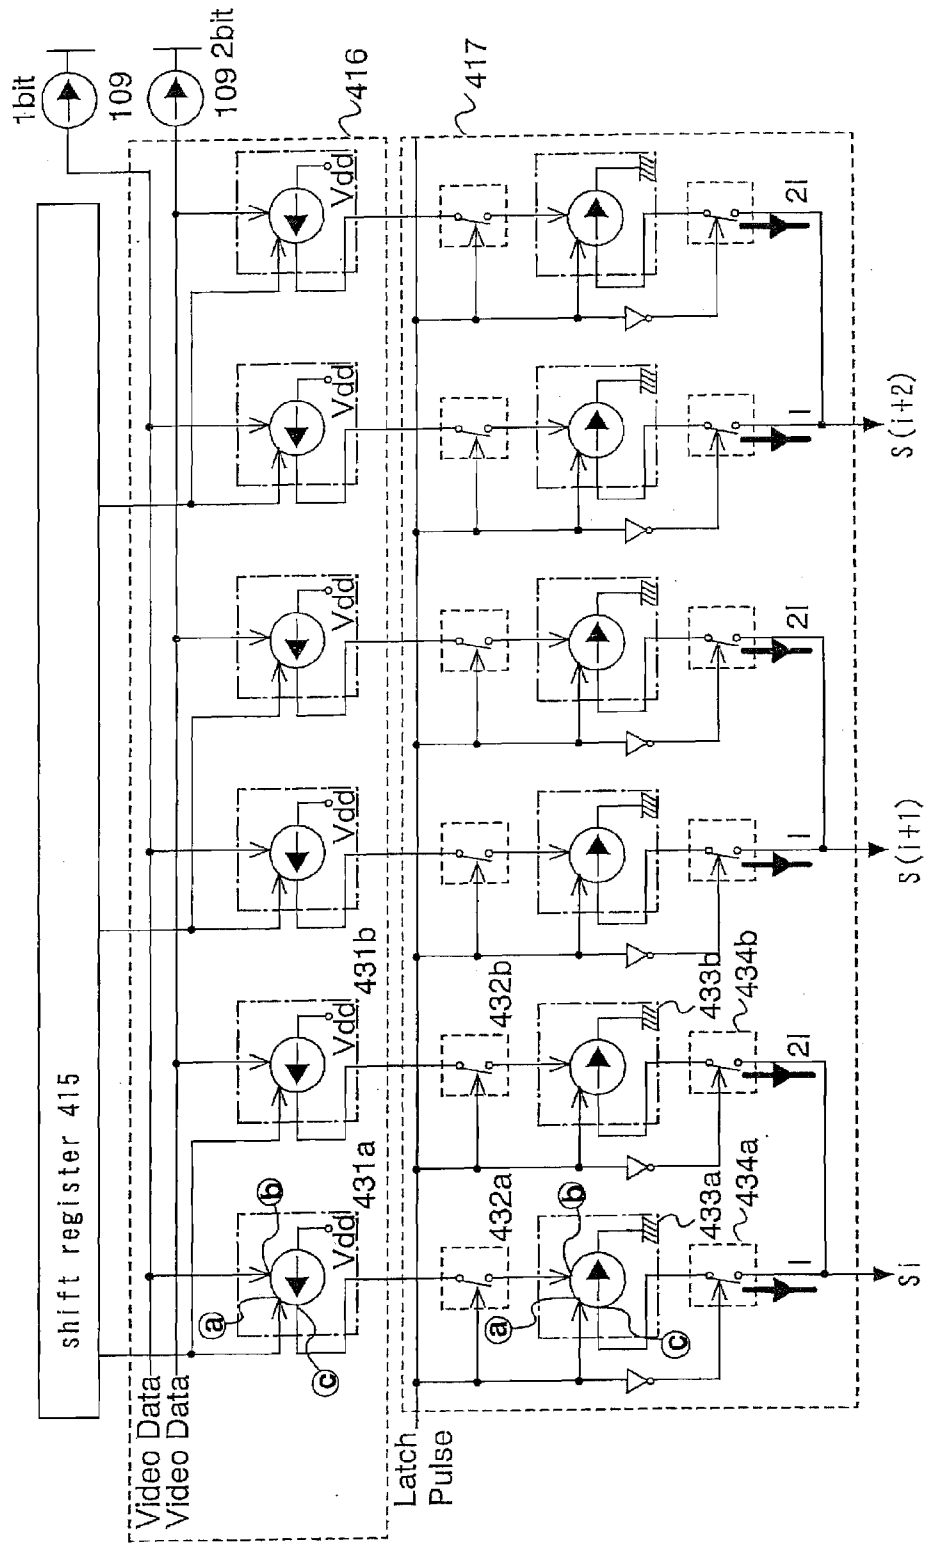 1bit
109
109 2bit
shift register 415
Video Data
Video Data
416
Vdd
Vdd
Vdd
Vdd
Vdd
Vdd
431a
431b
a
b
c
Latch
Pulse
417
432a
432b
a
b
c
433a
433b
434a
434b
I
2I
I
2I
I
2I
Si
S(i+1)
S(i+2)